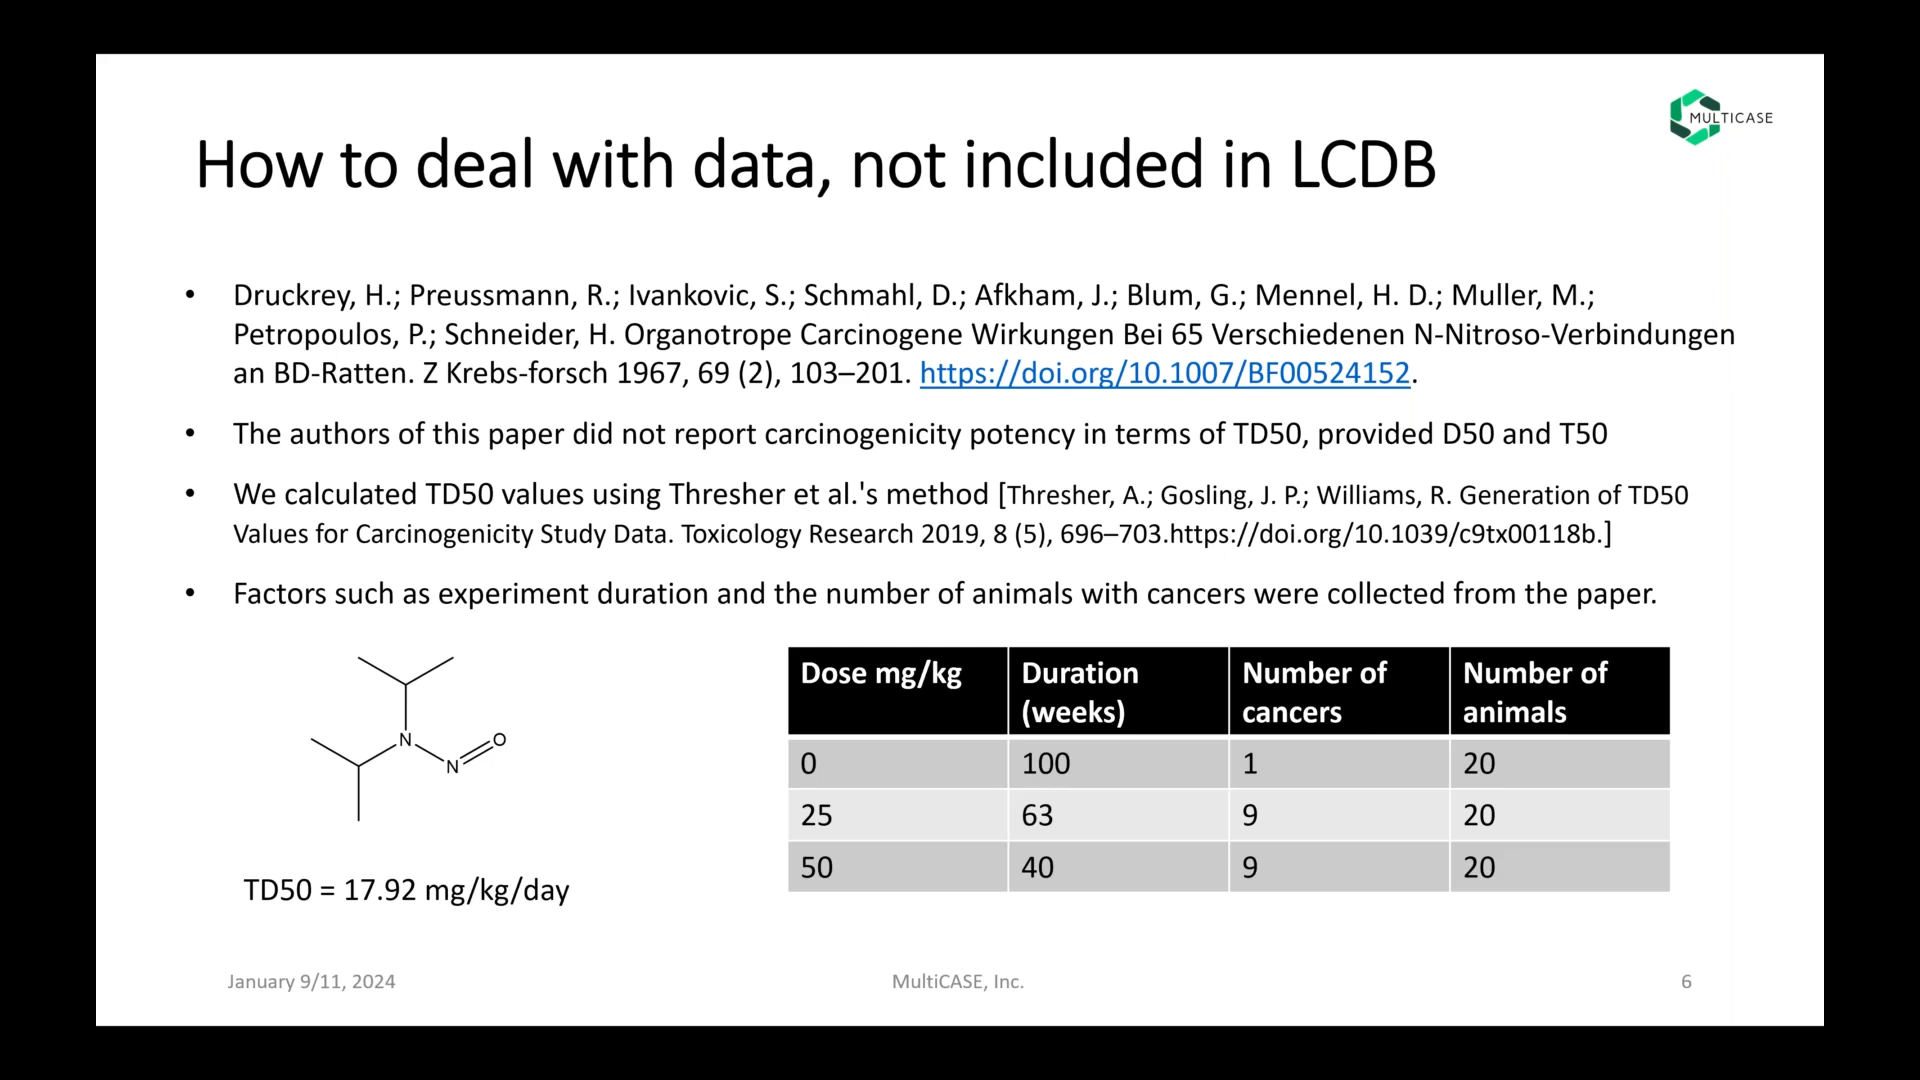 MULTICASE
How to deal with data, not included in LCDB
• Druckrey, H.; Preussmann, R.; Ivankovic, S.; Schmahl, D.; Afkham, J.; Blum, G.; Mennel, H. D.; Muller, M.;
Petropoulos, P.; Schneider, H. Organotrope Carcinogene Wirkungen Bei 65 Verschiedenen N-Nitroso-Verbindungen
an BD-Ratten. Z Krebs-forsch 1967, 69 (2), 103–201. https://doi.org/10.1007/BF00524152.
• The authors of this paper did not report carcinogenicity potency in terms of TD50, provided D50 and T50
• We calculated TD50 values using Thresher et al.'s method [Thresher, A.; Gosling, J. P.; Williams, R. Generation of TD50
Values for Carcinogenicity Study Data. Toxicology Research 2019, 8 (5), 696–703.https://doi.org/10.1039/c9tx00118b.]
• Factors such as experiment duration and the number of animals with cancers were collected from the paper.
N
N
O
TD50 = 17.92 mg/kg/day
Dose mg/kg Duration (weeks) Number of cancers Number of animals
0 100 1 20
25 63 9 20
50 40 9 20
January 9/11, 2024 MultiCASE, Inc. 6